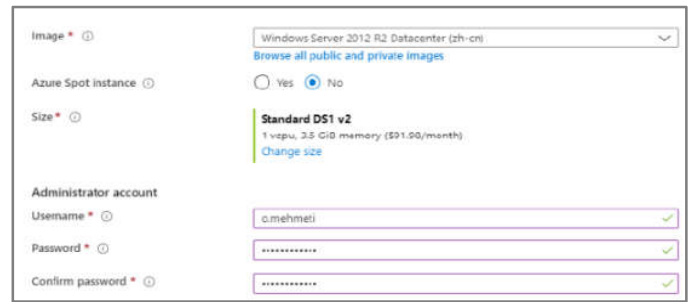 Image *
Windows Server 2012 R2 Datacenter (zh-cn)
Browse all public and private images
Azure Spot instance
Yes No
Size *
Standard DS1 v2
1 vcpu, 3.5 GiB memory ($91.98/month)
Change size
Administrator account
Username *
o.mehmeti
Password *
••••••••••••
Confirm password *
••••••••••••